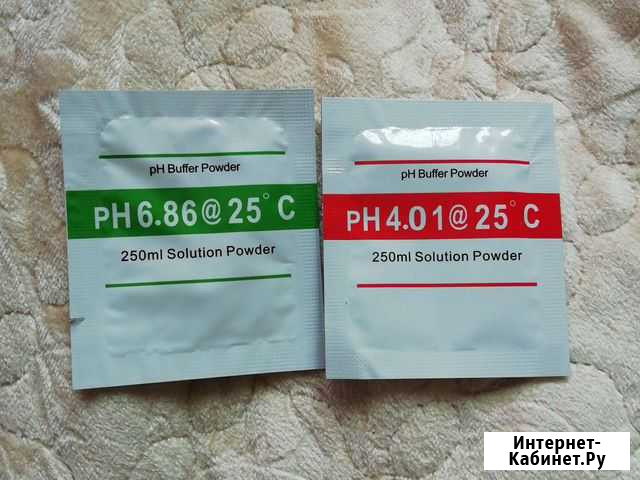 pH Buffer Powder
PH 6.86 @ 25°C
250ml Solution Powder
pH Buffer Powder
PH 4.01 @ 25°C
250ml Solution Powder
Интернет-
Кабинет.Ру